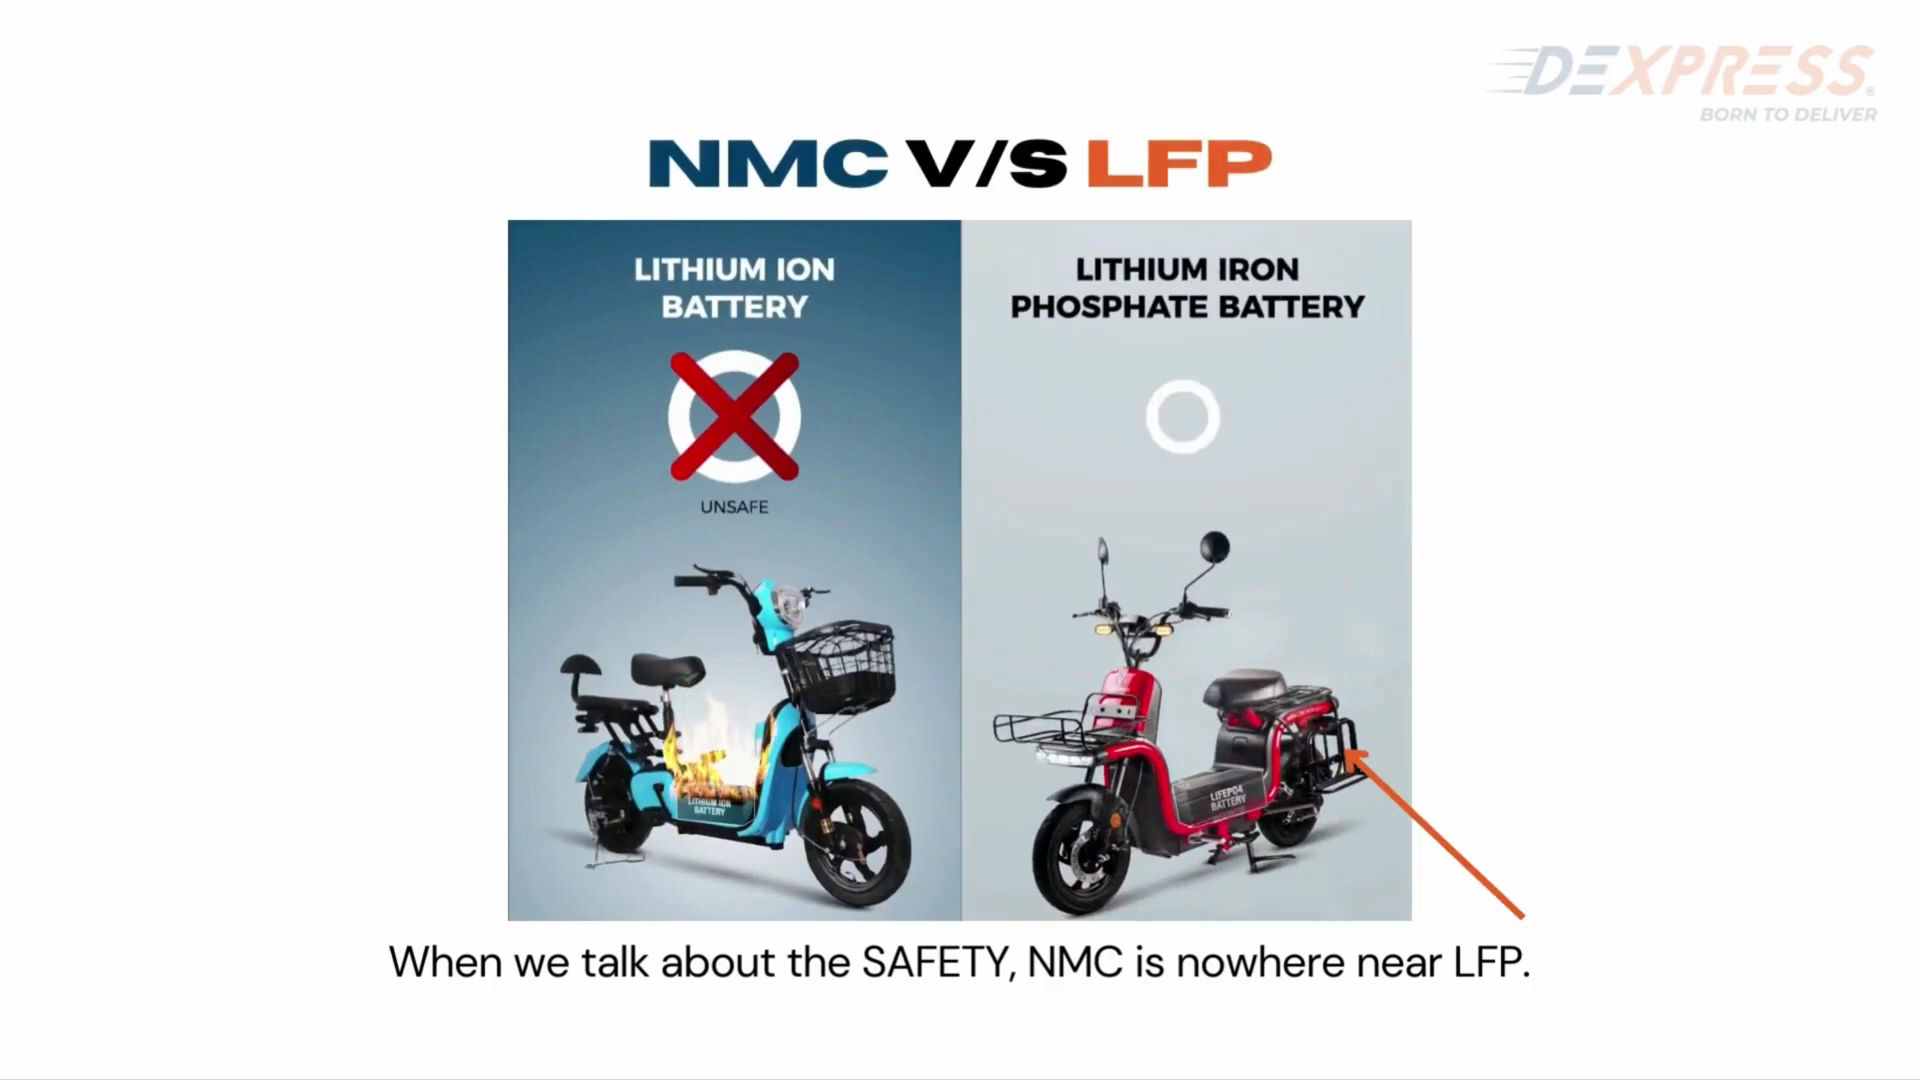 DEXPRESS®
BORN TO DELIVER
NMC V/S LFP
LITHIUM ION
BATTERY
UNSAFE
LITHIUM ION
BATTERY
LITHIUM IRON
PHOSPHATE BATTERY
LIFEPO4
BATTERY
When we talk about the SAFETY, NMC is nowhere near LFP.